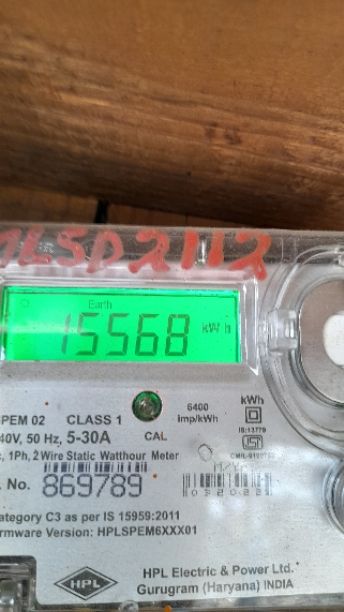 Earth
15568 kWh
6400
imp/kWh
kWh
PEM 02 CLASS 1
IS:13779
40V, 50 Hz, 5-30A CAL
, 1Ph, 2 Wire Static Watthour Meter
. No. 869789
ategory C3 as per IS 15959:2011
rmware Version: HPLSPEM6XXX01
HPL
HPL Electric & Power Ltd.
Gurugram (Haryana) INDIA